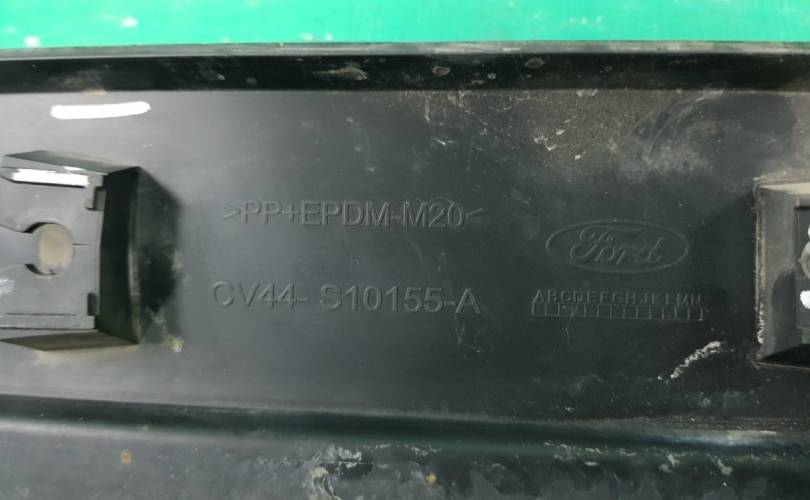 >PP+EPDM-M20<
Ford
CV44- S10155-A
ABCDEFGHJKLMN